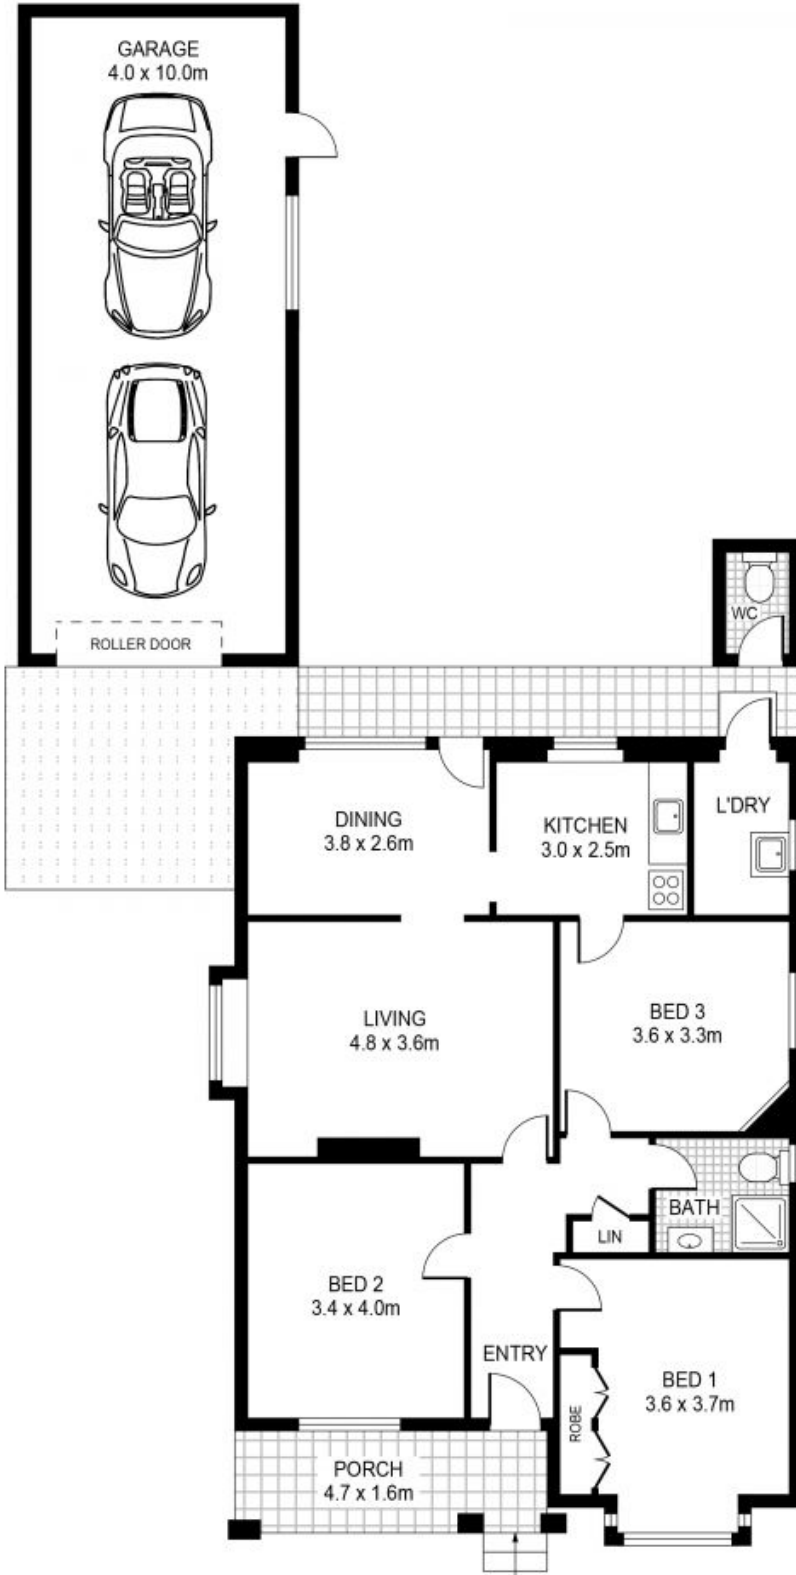 GARAGE
4.0 x 10.0m
ROLLER DOOR
WC
DINING
3.8 x 2.6m
KITCHEN
3.0 x 2.5m
L'DRY
LIVING
4.8 x 3.6m
BED 3
3.6 x 3.3m
BATH
LIN
BED 2
3.4 x 4.0m
ENTRY
BED 1
3.6 x 3.7m
ROBE
PORCH
4.7 x 1.6m